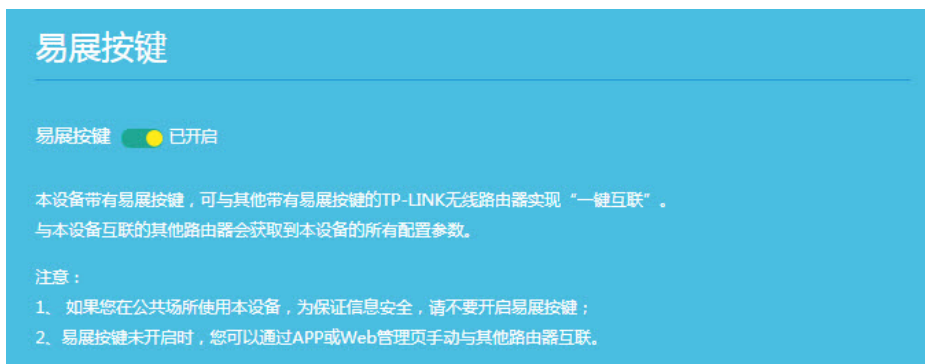 易展按键
易展按键 已开启
本设备带有易展按键，可与其他带有易展按键的TP-LINK无线路由器实现“一键互联”。
与本设备互联的其他路由器会获取到本设备的所有配置参数。
注意：
1、 如果您在公共场所使用本设备，为保证信息安全，请不要开启易展按键；
2、易展按键未开启时，您可以通过APP或Web管理页手动与其他路由器互联。